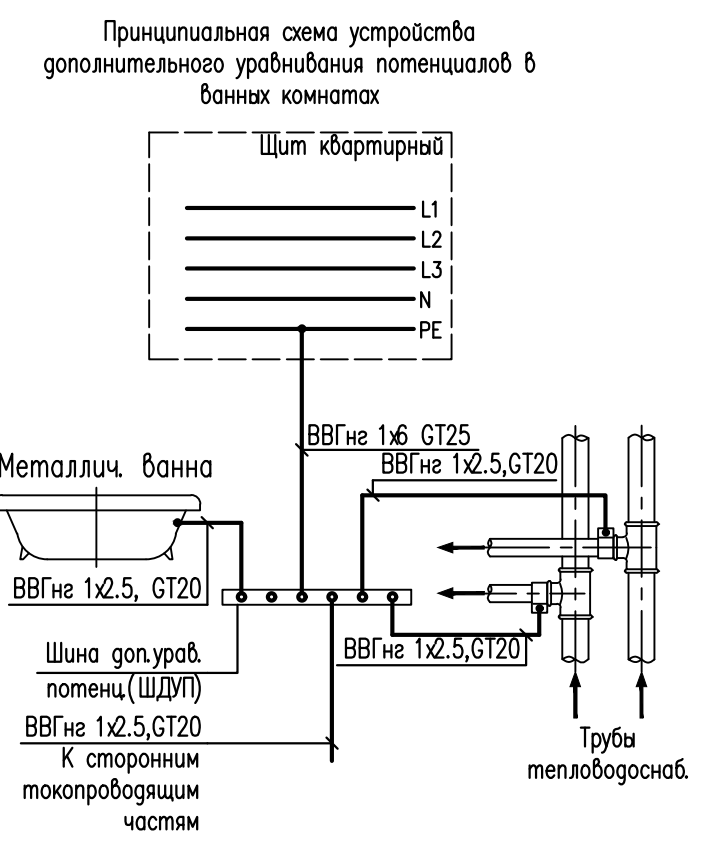 Принципиальная схема устройства
дополнительного уравнивания потенциалов в
ванных комнатах
Щит квартирный
L1
L2
L3
N
PE
ВВГнг 1х6 GT25
ВВГнг 1х2.5,GT20
Металлич. ванна
ВВГнг 1х2.5, GT20
Шина доп.урав.
потенц.(ШДУП)
ВВГнг 1х2.5,GT20
ВВГнг 1х2.5,GT20
К сторонним
токопроводящим
частям
Трубы
тепловодоснаб.